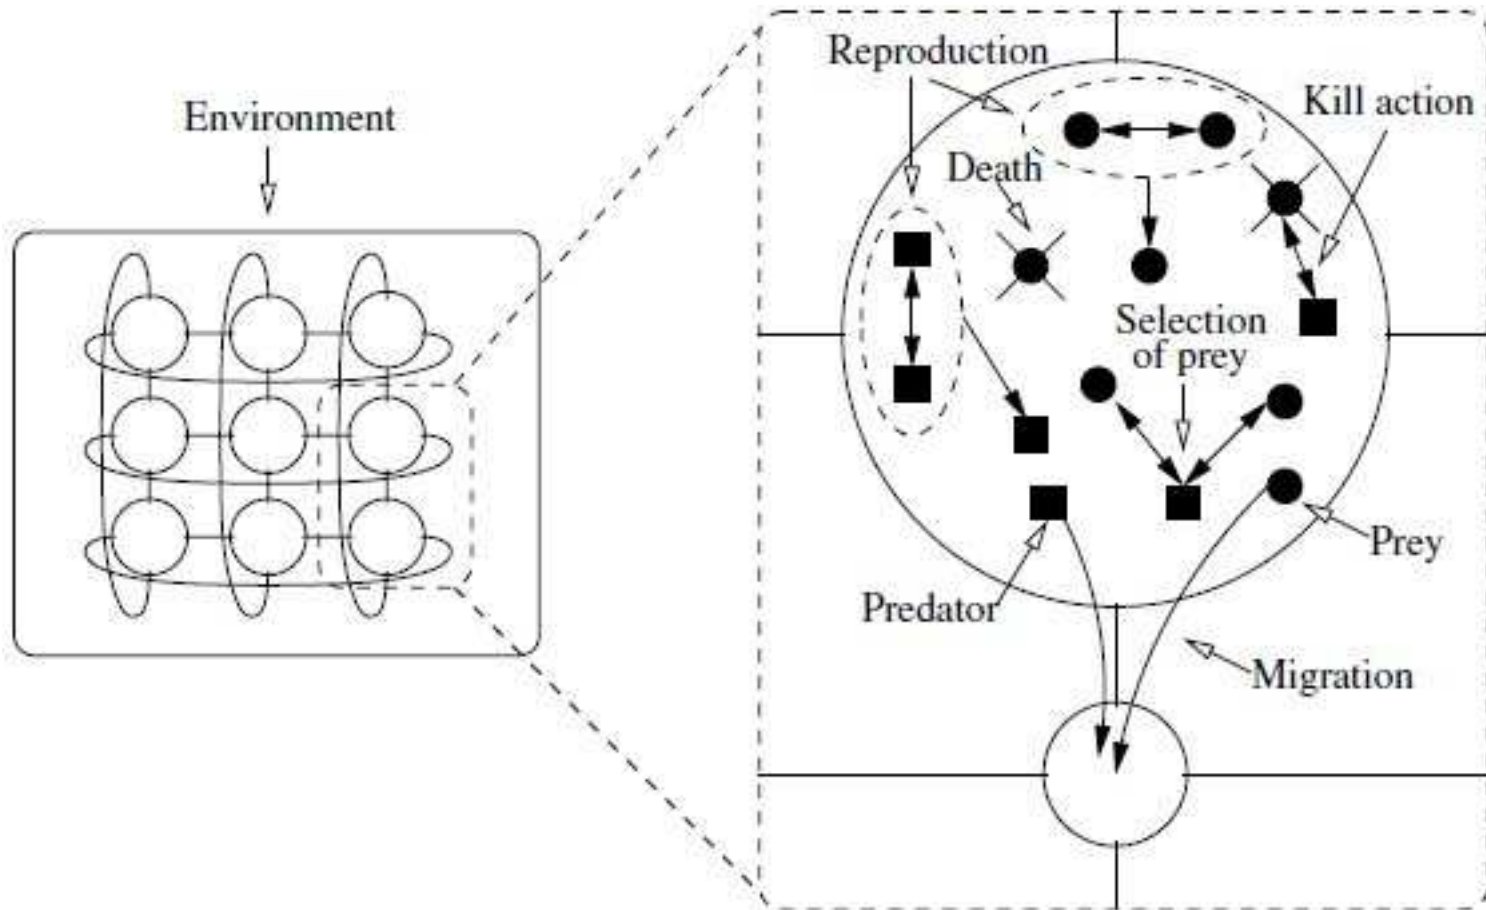 Environment
Reproduction
Kill action
Death
Selection
of prey
Prey
Predator
Migration